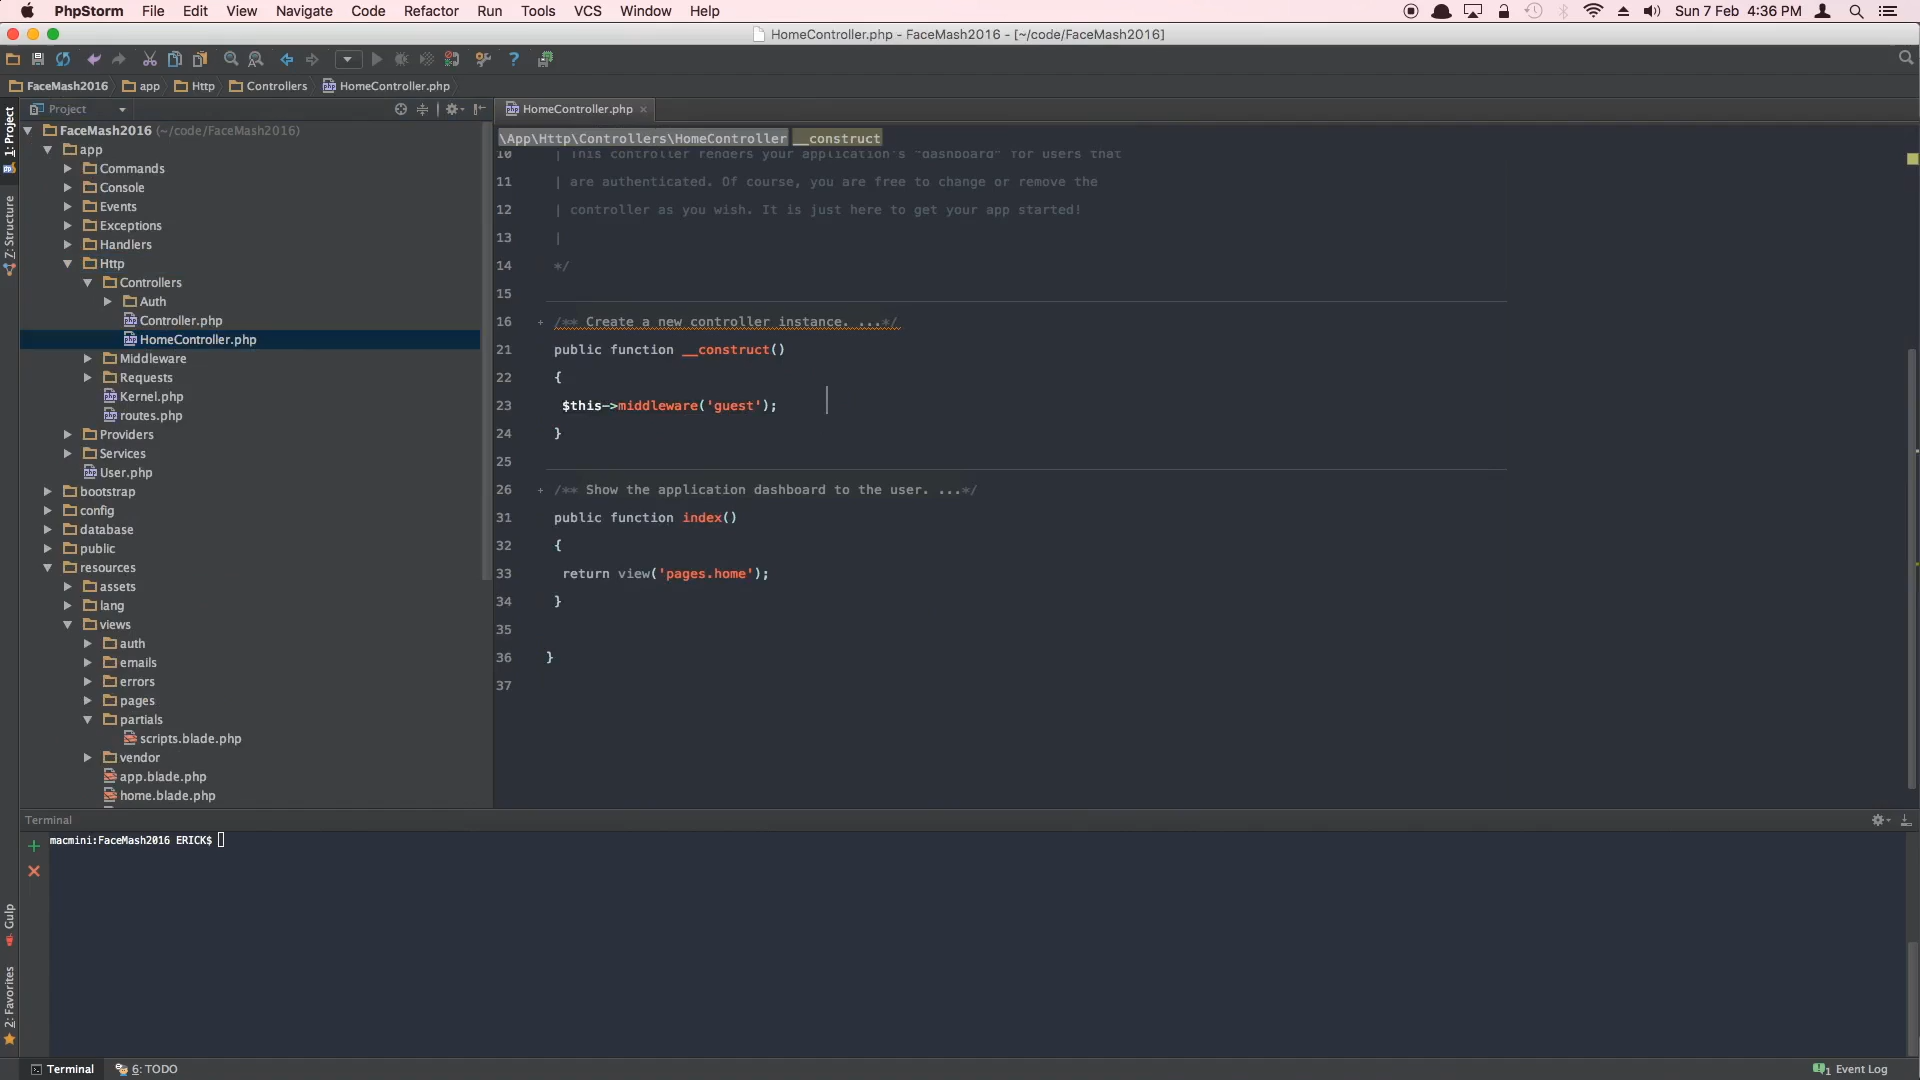 PhpStorm File Edit View Navigate Code Refactor Run Tools VCS Window Help Sun 7 Feb 4:36 PM
HomeController.php - FaceMash2016 - [~/code/FaceMash2016]
FaceMash2016 app Http Controllers HomeController.php
Project
HomeController.php
1: Project
Z: Structure
Gulp
2: Favorites
FaceMash2016 (~/code/FaceMash2016)
app
Commands
Console
Events
Exceptions
Handlers
Http
Controllers
Auth
Controller.php
HomeController.php
Middleware
Requests
Kernel.php
routes.php
Providers
Services
User.php
bootstrap
config
database
public
resources
assets
lang
views
auth
emails
errors
pages
partials
scripts.blade.php
vendor
app.blade.php
home.blade.php
\App\Http\Controllers\HomeController __construct
10 | This controller renders your application's "dashboard" for users that
11 | are authenticated. Of course, you are free to change or remove the
12 | controller as you wish. It is just here to get your app started!
13 |
14 */
15
16 /** Create a new controller instance. ...*/
21 public function __construct()
22 {
23 $this->middleware('guest');
24 }
25
26 /** Show the application dashboard to the user. ...*/
31 public function index()
32 {
33 return view('pages.home');
34 }
35
36 }
37
Terminal
macmini:FaceMash2016 ERICK$
Terminal 6: TODO 1 Event Log